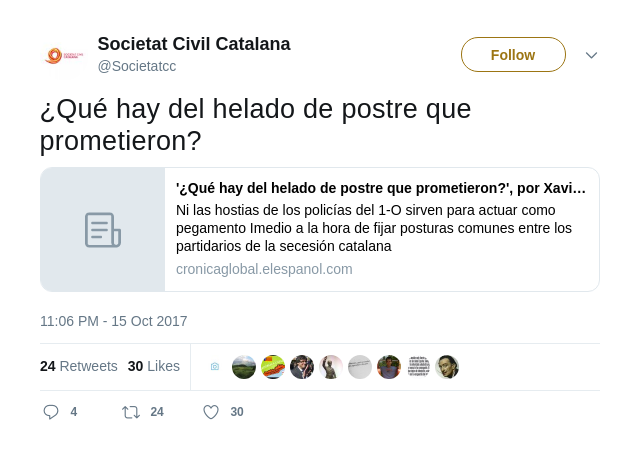 Societat Civil Catalana
@Societatcc
Follow
¿Qué hay del helado de postre que
prometieron?
'¿Qué hay del helado de postre que prometieron?', por Xavi…
Ni las hostias de los policías del 1-O sirven para actuar como
pegamento Imedio a la hora de fijar posturas comunes entre los
partidarios de la secesión catalana
cronicaglobal.elespanol.com
11:06 PM - 15 Oct 2017
24 Retweets 30 Likes
4 24 30